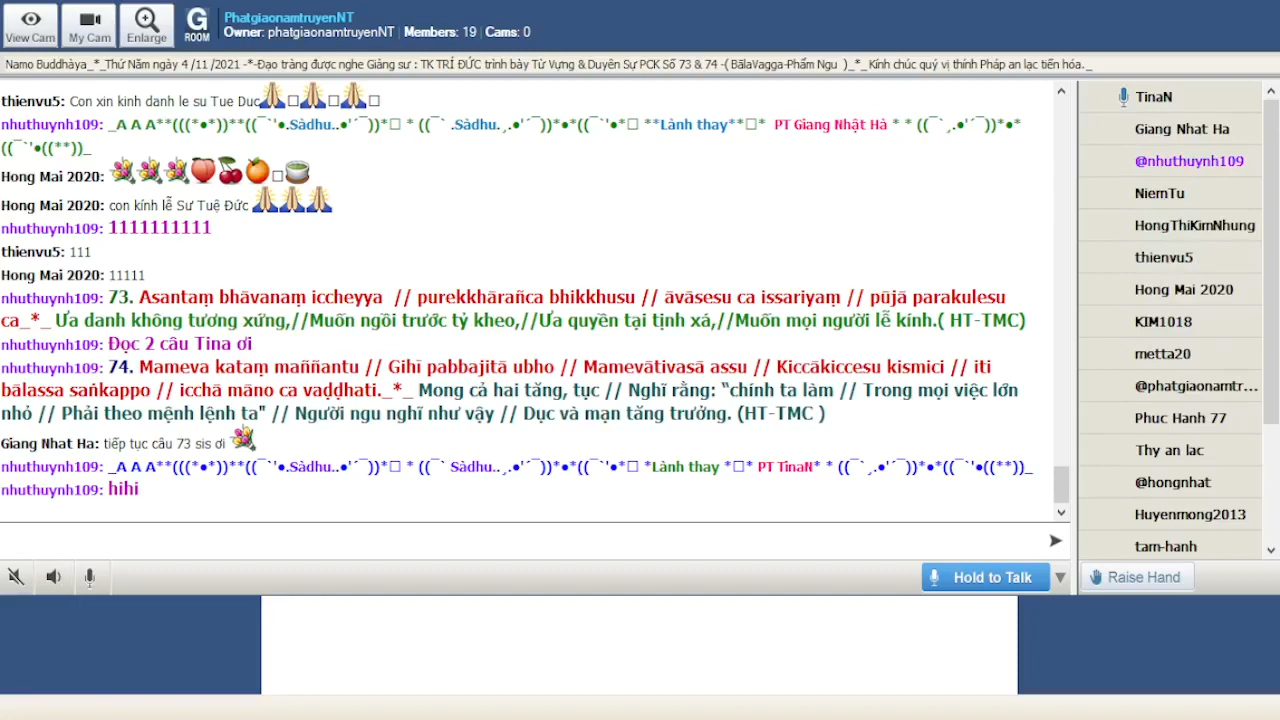 View Cam
My Cam
Enlarge
G ROOM
PhatgiaonamtruyenNT
Owner: phatgiaonamtruyenNT | Members: 19 | Cams: 0
Namo Buddhàya_*_Thứ Năm ngày 4 /11 /2021 -*-Đạo tràng được nghe Giảng sư : TK TRÍ ĐỨC trình bày Từ Vựng & Duyên Sự PCK Số 73 & 74 -( BãlaVagga-Phẩm Ngu )_*_Kính chúc quý vị thính Pháp an lạc tiến hóa._
thienvu5: Con xin kinh danh le su Tue Duc
nhuthuynh109: _A A A**(((*•*))**((¯`'•.Sàdhu..•'´¯))*□ * ((¯` .Sàdhu.¸.•'´¯))*•*((¯`'•*□ **Lành thay**□* PT Giang Nhật Hà * * ((¯`¸.•'´¯))*•*
((¯`'•((**))_
Hong Mai 2020:
Hong Mai 2020: con kính lễ Sư Tuệ Đức
nhuthuynh109: 1111111111
thienvu5: 111
Hong Mai 2020: 11111
nhuthuynh109: 73. Asantaṃ bhāvanaṃ iccheyya // purekkhārañca bhikkhusu // āvāsesu ca issariyaṃ // pūjā parakulesu
ca_*_ Ưa danh không tương xứng,//Muốn ngồi trước tỷ kheo,//Ưa quyền tại tịnh xá,//Muốn mọi người lễ kính.( HT-TMC)
nhuthuynh109: Đọc 2 câu Tina ơi
nhuthuynh109: 74. Mameva kataṃ maññantu // Gihī pabbajitā ubho // Mamevātivasā assu // Kiccākiccesu kismici // iti
bālassa saṅkappo // icchā māno ca vaḍḍhati._*_ Mong cả hai tăng, tục // Nghĩ rằng: “chính ta làm // Trong mọi việc lớn
nhỏ // Phải theo mệnh lệnh ta" // Người ngu nghĩ như vậy // Dục và mạn tăng trưởng. (HT-TMC )
Giang Nhat Ha: tiếp tục câu 73 sis ơi
nhuthuynh109: _A A A**(((*•*))**((¯`'•.Sàdhu..•'´¯))*□ * ((¯` Sàdhu..¸.•'´¯))*•*((¯`'•*□ *Lành thay *□* PT TinaN* * ((¯`¸.•'´¯))*•*((¯`'•((**))_
nhuthuynh109: hihi
Hold to Talk
TinaN
Giang Nhat Ha
@nhuthuynh109
NiemTu
HongThiKimNhung
thienvu5
Hong Mai 2020
KIM1018
metta20
@phatgiaonamtr...
Phuc Hanh 77
Thy an lac
@hongnhat
Huyenmong2013
tam-hanh
Raise Hand